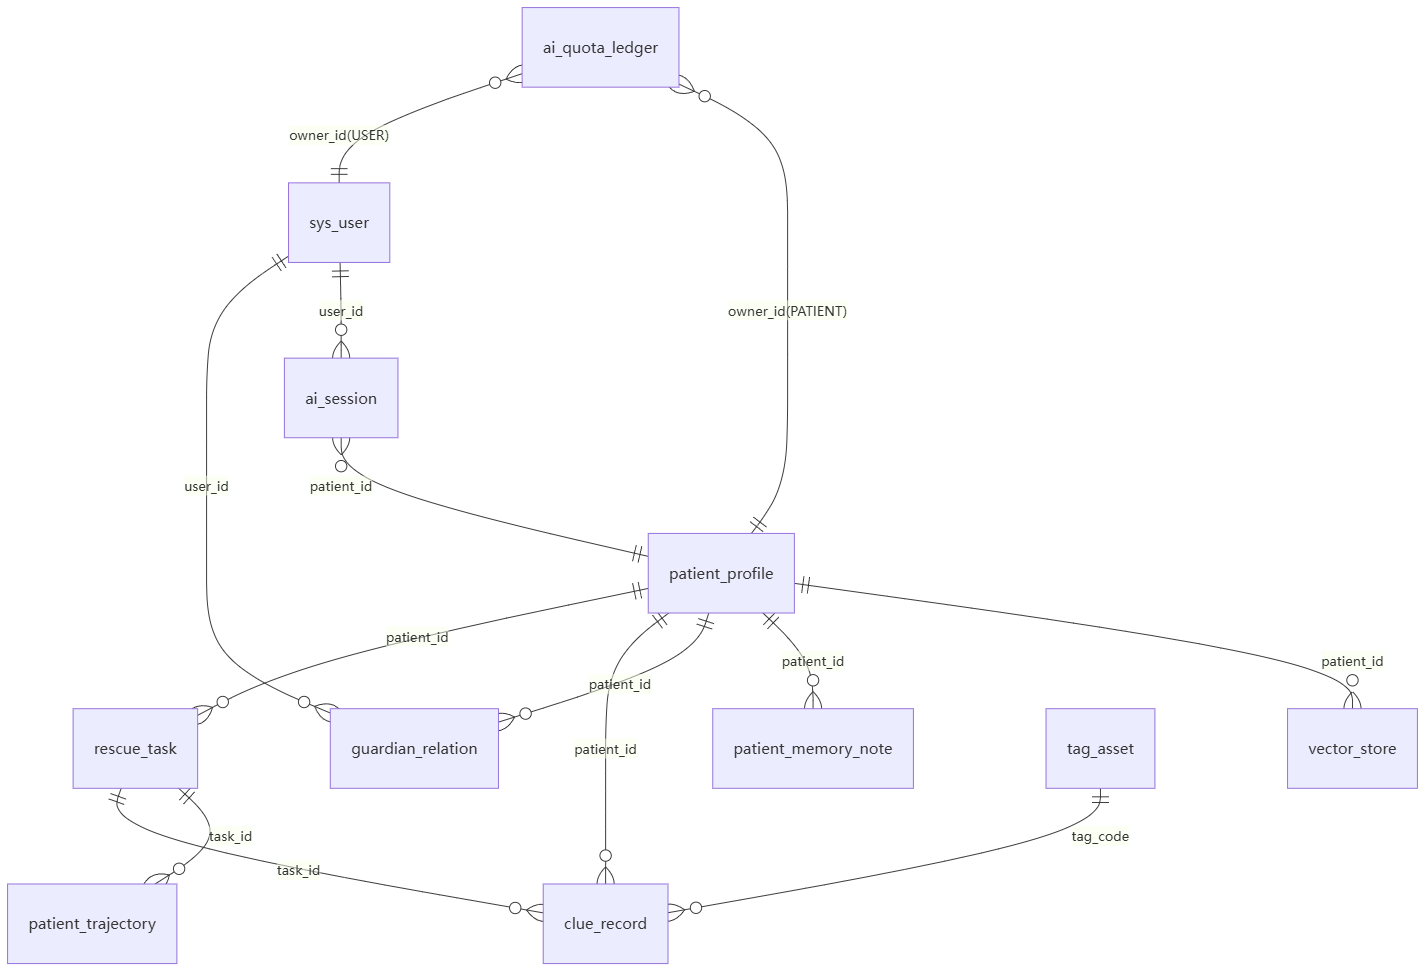 ai_quota_ledger
owner_id(USER)
sys_user
user_id
owner_id(PATIENT)
ai_session
user_id
patient_id
patient_profile
patient_id
patient_id
patient_id
patient_id
patient_id
rescue_task
guardian_relation
patient_memory_note
tag_asset
vector_store
task_id
task_id
tag_code
patient_trajectory
clue_record